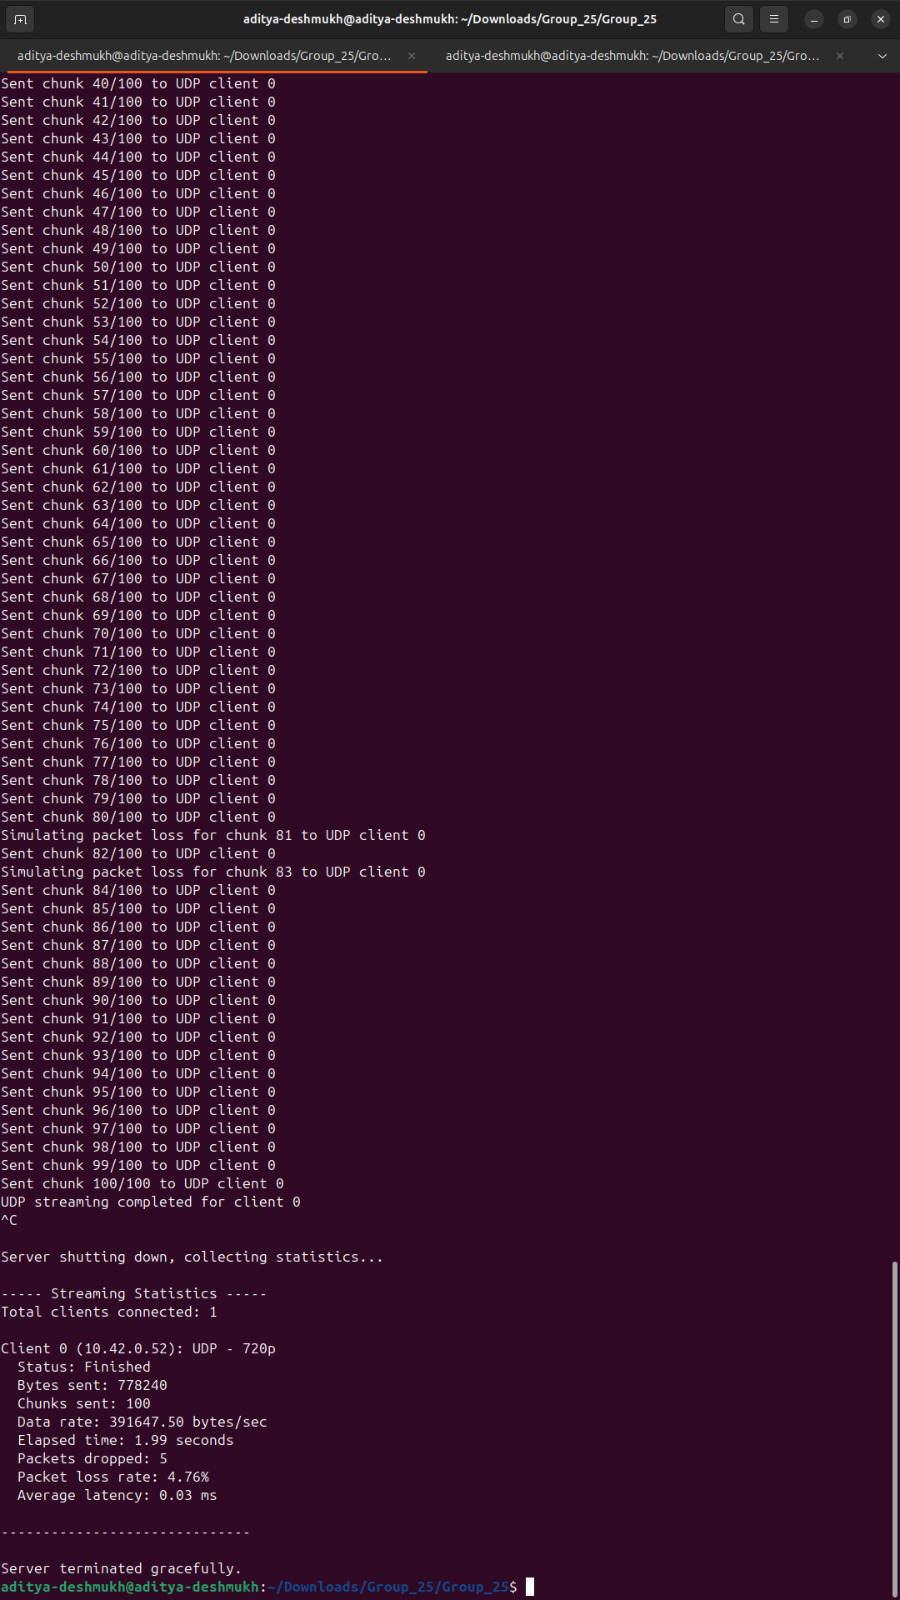 aditya-deshmukh@aditya-deshmukh: ~/Downloads/Group_25/Group_25
aditya-deshmukh@aditya-deshmukh: ~/Downloads/Group_25/Gro...
aditya-deshmukh@aditya-deshmukh: ~/Downloads/Group_25/Gro...
Sent chunk 40/100 to UDP client 0
Sent chunk 41/100 to UDP client 0
Sent chunk 42/100 to UDP client 0
Sent chunk 43/100 to UDP client 0
Sent chunk 44/100 to UDP client 0
Sent chunk 45/100 to UDP client 0
Sent chunk 46/100 to UDP client 0
Sent chunk 47/100 to UDP client 0
Sent chunk 48/100 to UDP client 0
Sent chunk 49/100 to UDP client 0
Sent chunk 50/100 to UDP client 0
Sent chunk 51/100 to UDP client 0
Sent chunk 52/100 to UDP client 0
Sent chunk 53/100 to UDP client 0
Sent chunk 54/100 to UDP client 0
Sent chunk 55/100 to UDP client 0
Sent chunk 56/100 to UDP client 0
Sent chunk 57/100 to UDP client 0
Sent chunk 58/100 to UDP client 0
Sent chunk 59/100 to UDP client 0
Sent chunk 60/100 to UDP client 0
Sent chunk 61/100 to UDP client 0
Sent chunk 62/100 to UDP client 0
Sent chunk 63/100 to UDP client 0
Sent chunk 64/100 to UDP client 0
Sent chunk 65/100 to UDP client 0
Sent chunk 66/100 to UDP client 0
Sent chunk 67/100 to UDP client 0
Sent chunk 68/100 to UDP client 0
Sent chunk 69/100 to UDP client 0
Sent chunk 70/100 to UDP client 0
Sent chunk 71/100 to UDP client 0
Sent chunk 72/100 to UDP client 0
Sent chunk 73/100 to UDP client 0
Sent chunk 74/100 to UDP client 0
Sent chunk 75/100 to UDP client 0
Sent chunk 76/100 to UDP client 0
Sent chunk 77/100 to UDP client 0
Sent chunk 78/100 to UDP client 0
Sent chunk 79/100 to UDP client 0
Sent chunk 80/100 to UDP client 0
Simulating packet loss for chunk 81 to UDP client 0
Sent chunk 82/100 to UDP client 0
Simulating packet loss for chunk 83 to UDP client 0
Sent chunk 84/100 to UDP client 0
Sent chunk 85/100 to UDP client 0
Sent chunk 86/100 to UDP client 0
Sent chunk 87/100 to UDP client 0
Sent chunk 88/100 to UDP client 0
Sent chunk 89/100 to UDP client 0
Sent chunk 90/100 to UDP client 0
Sent chunk 91/100 to UDP client 0
Sent chunk 92/100 to UDP client 0
Sent chunk 93/100 to UDP client 0
Sent chunk 94/100 to UDP client 0
Sent chunk 95/100 to UDP client 0
Sent chunk 96/100 to UDP client 0
Sent chunk 97/100 to UDP client 0
Sent chunk 98/100 to UDP client 0
Sent chunk 99/100 to UDP client 0
Sent chunk 100/100 to UDP client 0
UDP streaming completed for client 0
^C
Server shutting down, collecting statistics...
----- Streaming Statistics -----
Total clients connected: 1
Client 0 (10.42.0.52): UDP - 720p
Status: Finished
Bytes sent: 778240
Chunks sent: 100
Data rate: 391647.50 bytes/sec
Elapsed time: 1.99 seconds
Packets dropped: 5
Packet loss rate: 4.76%
Average latency: 0.03 ms
------------------------------
Server terminated gracefully.
aditya-deshmukh@aditya-deshmukh:~/Downloads/Group_25/Group_25$